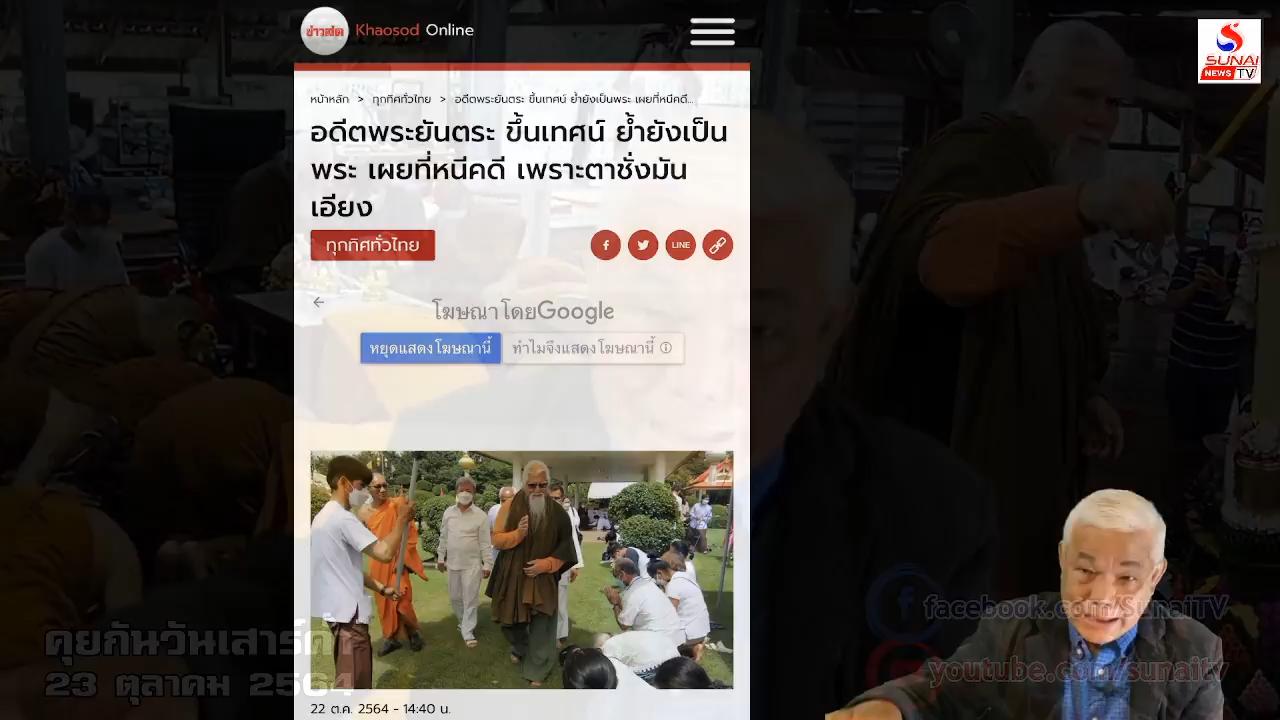 ข่าวสด Khaosod Online
SUNAI
NEWS TV
หน้าหลัก > ทุกทิศทั่วไทย > อดีตพระยันตระ ขึ้นเทศน์ ย้ำยังเป็นพระ เผยที่หนีคดี...
อดีตพระยันตระ ขึ้นเทศน์ ย้ำยังเป็น
พระ เผยที่หนีคดี เพราะตาชั่งมัน
เอียง
ทุกทิศทั่วไทย
LINE
โฆษณาโดยGoogle
หยุดแสดงโฆษณานี้ ทำไมจึงแสดงโฆษณานี้
22 ต.ค. 2564 - 14:40 น.
คุยกันวันเสาร์ค่ำ
23 ตุลาคม 2564
facebook.com/SunaiTV
youtube.com/sunaitv